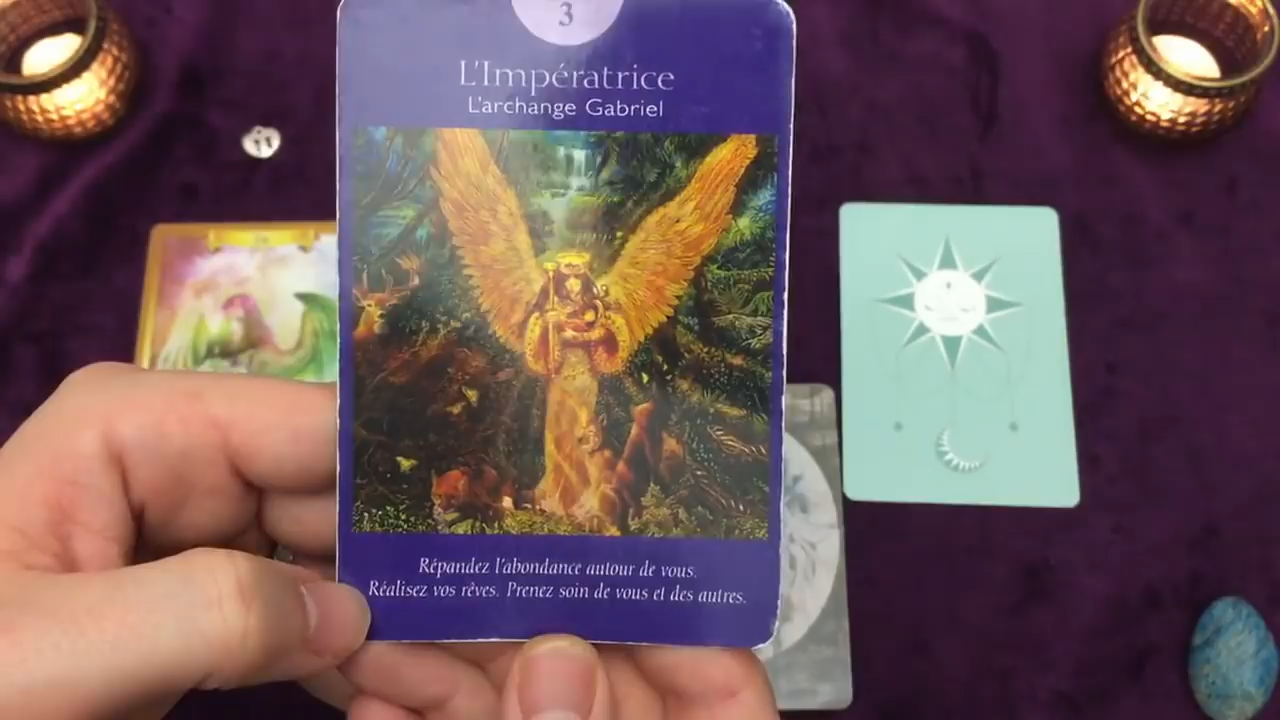 3
L'Impératrice
L'archange Gabriel
Répandez l'abondance autour de vous.
Réalisez vos rêves. Prenez soin de vous et des autres.